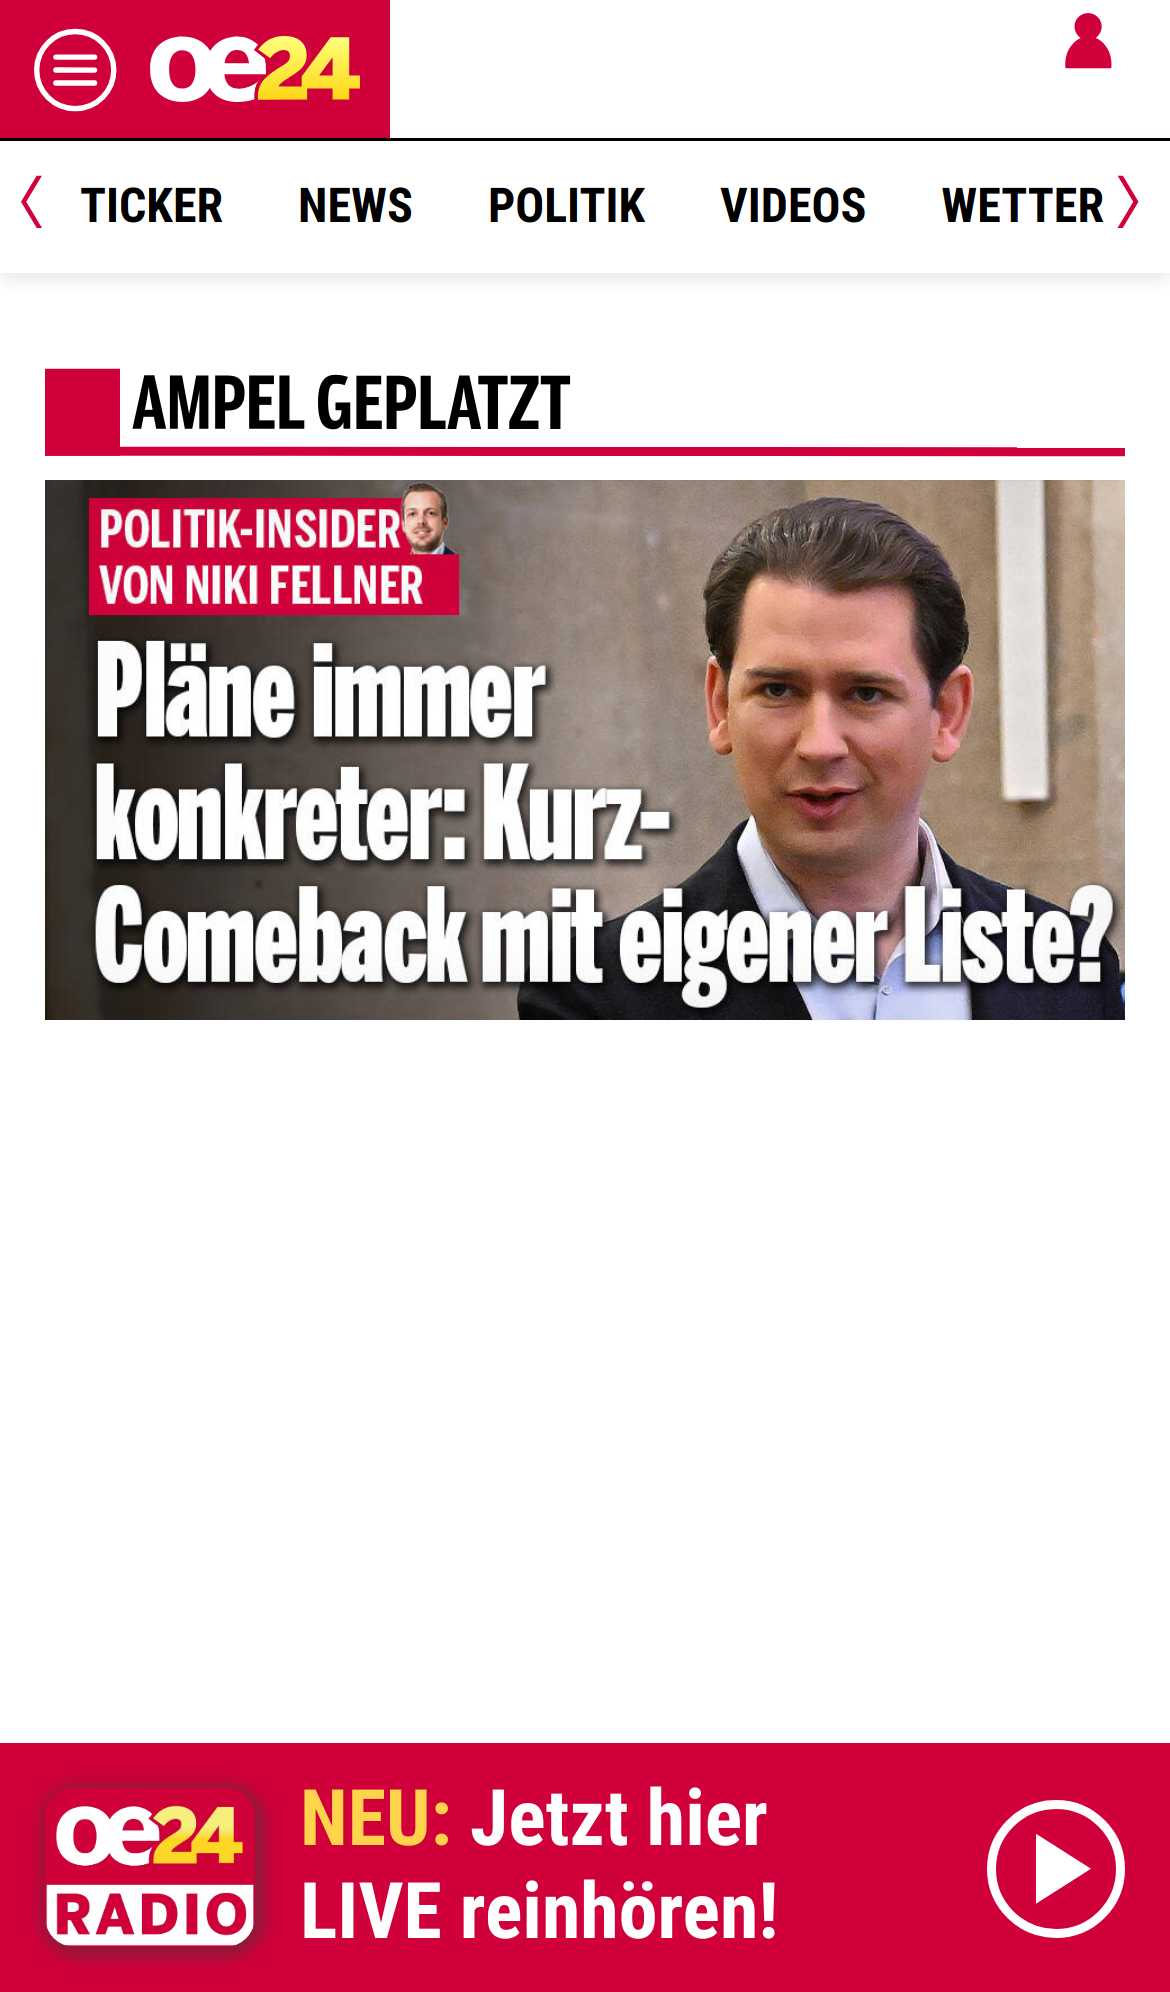 oe24
TICKER NEWS POLITIK VIDEOS WETTER
AMPEL GEPLATZT
POLITIK-INSIDER
VON NIKI FELLNER
Pläne immer
konkreter: Kurz-
Comeback mit eigener Liste?
oe24
RADIO
NEU: Jetzt hier
LIVE reinhören!